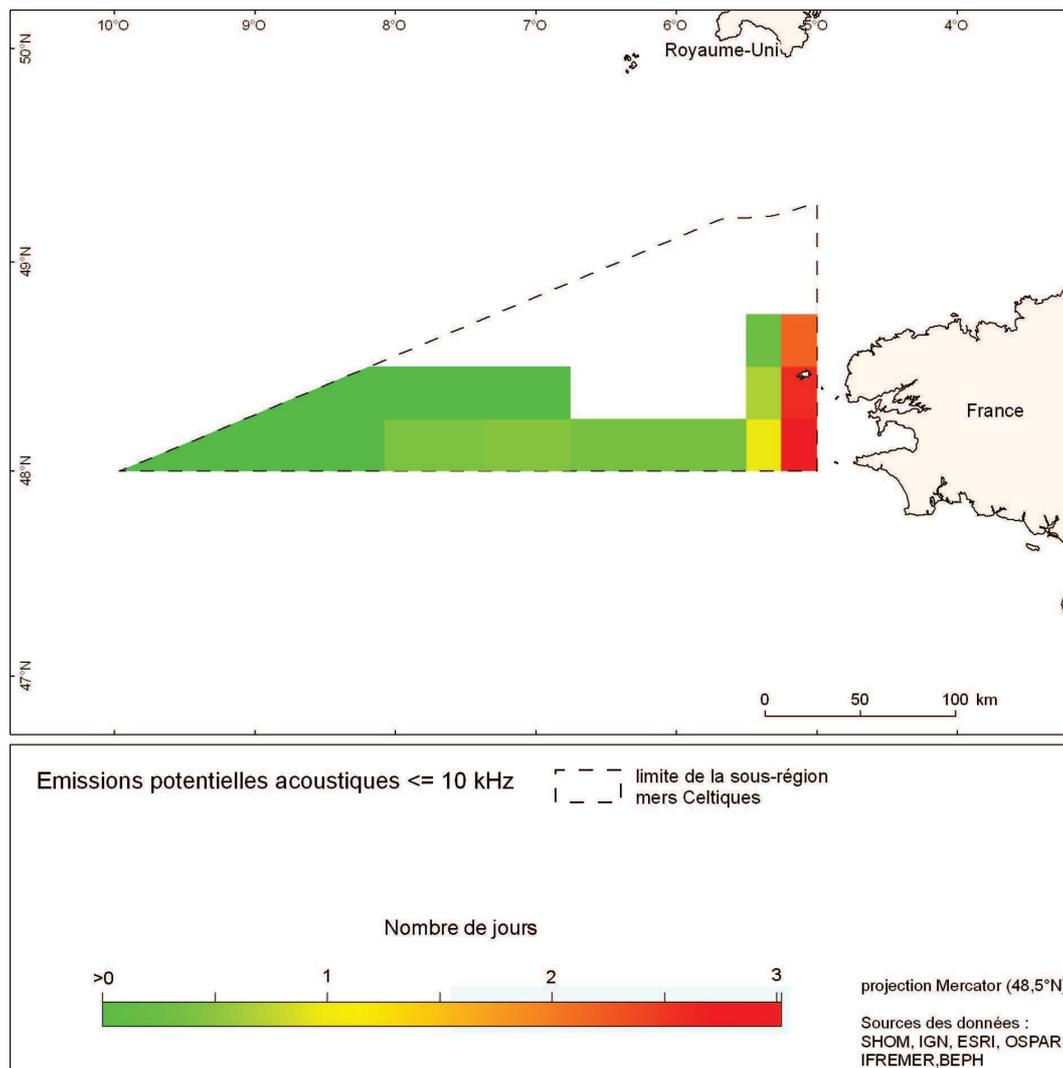 10°O 9°O 8°O 7°O 6°O 5°O 4°O
50°N
Royaume-Uni
49°N
France
48°N
47°N
0 50 100 km
Emissions potentielles acoustiques <= 10 kHz
limite de la sous-région
mers Celtiques
Nombre de jours
>0 1 2 3
projection Mercator (48,5°N)
Sources des données :
SHOM, IGN, ESRI, OSPAR
IFREMER,BEPH